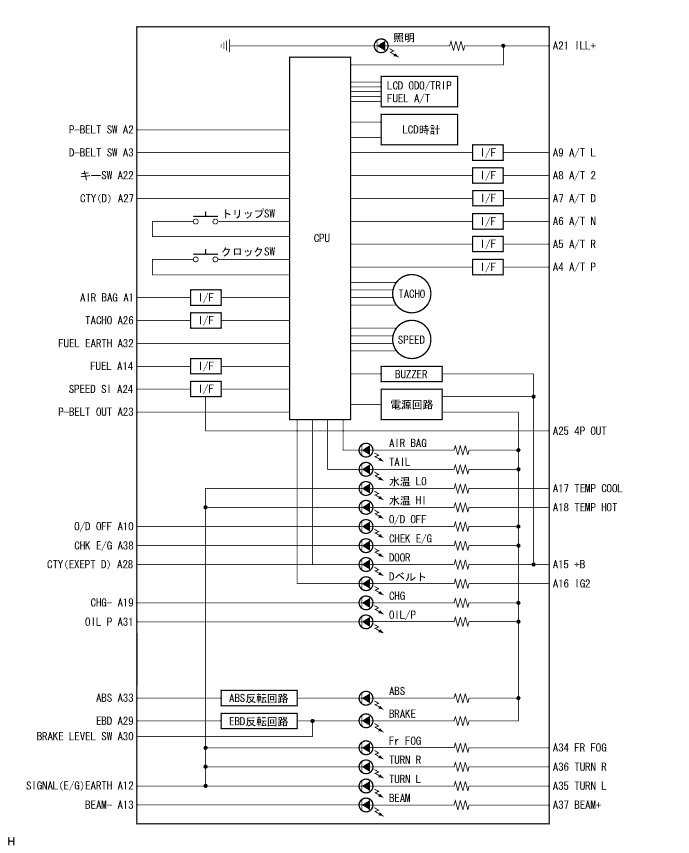 照明
A21 ILL+
LCD ODO/TRIP
FUEL A/T
LCD時計
P-BELT SW A2
D-BELT SW A3
I/F
A9 A/T L
キーSW A22
I/F
A8 A/T 2
CTY(D) A27
I/F
A7 A/T D
トリップSW
I/F
A6 A/T N
CPU
I/F
A5 A/T R
クロックSW
I/F
A4 A/T P
AIR BAG A1
I/F
TACHO
TACHO A26
I/F
FUEL EARTH A32
SPEED
FUEL A14
I/F
BUZZER
SPEED SI A24
I/F
電源回路
P-BELT OUT A23
A25 4P OUT
AIR BAG
TAIL
水温 LO
A17 TEMP COOL
水温 HI
A18 TEMP HOT
O/D OFF A10
O/D OFF
CHK E/G A38
CHEK E/G
CTY(EXEPT D) A28
DOOR
A15 +B
Dベルト
A16 IG2
CHG- A19
CHG
OIL P A31
OIL/P
ABS A33
ABS反転回路
ABS
EBD A29
EBD反転回路
BRAKE
BRAKE LEVEL SW A30
Fr FOG
A34 FR FOG
TURN R
A36 TURN R
SIGNAL(E/G)EARTH A12
TURN L
A35 TURN L
BEAM- A13
BEAM
A37 BEAM+
H